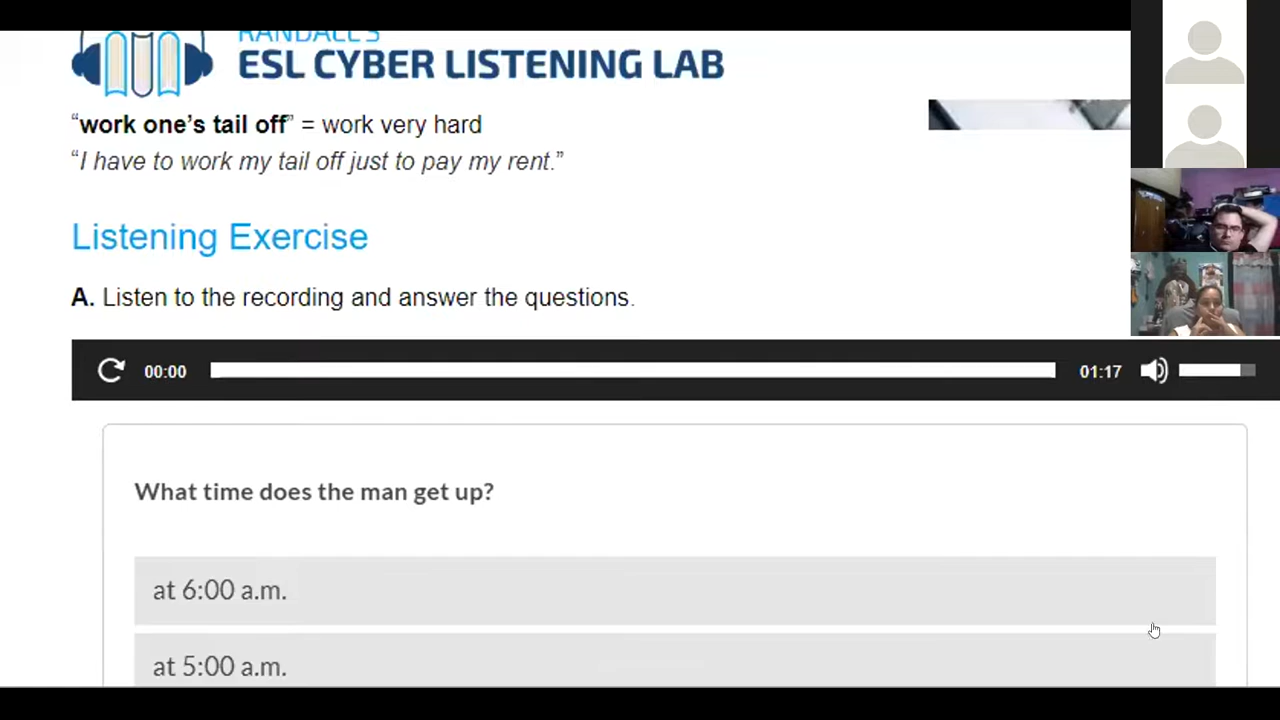 RANDALL'S
ESL CYBER LISTENING LAB
“work one’s tail off” = work very hard
“I have to work my tail off just to pay my rent.”
Listening Exercise
A. Listen to the recording and answer the questions.
00:00
01:17
What time does the man get up?
at 6:00 a.m.
at 5:00 a.m.